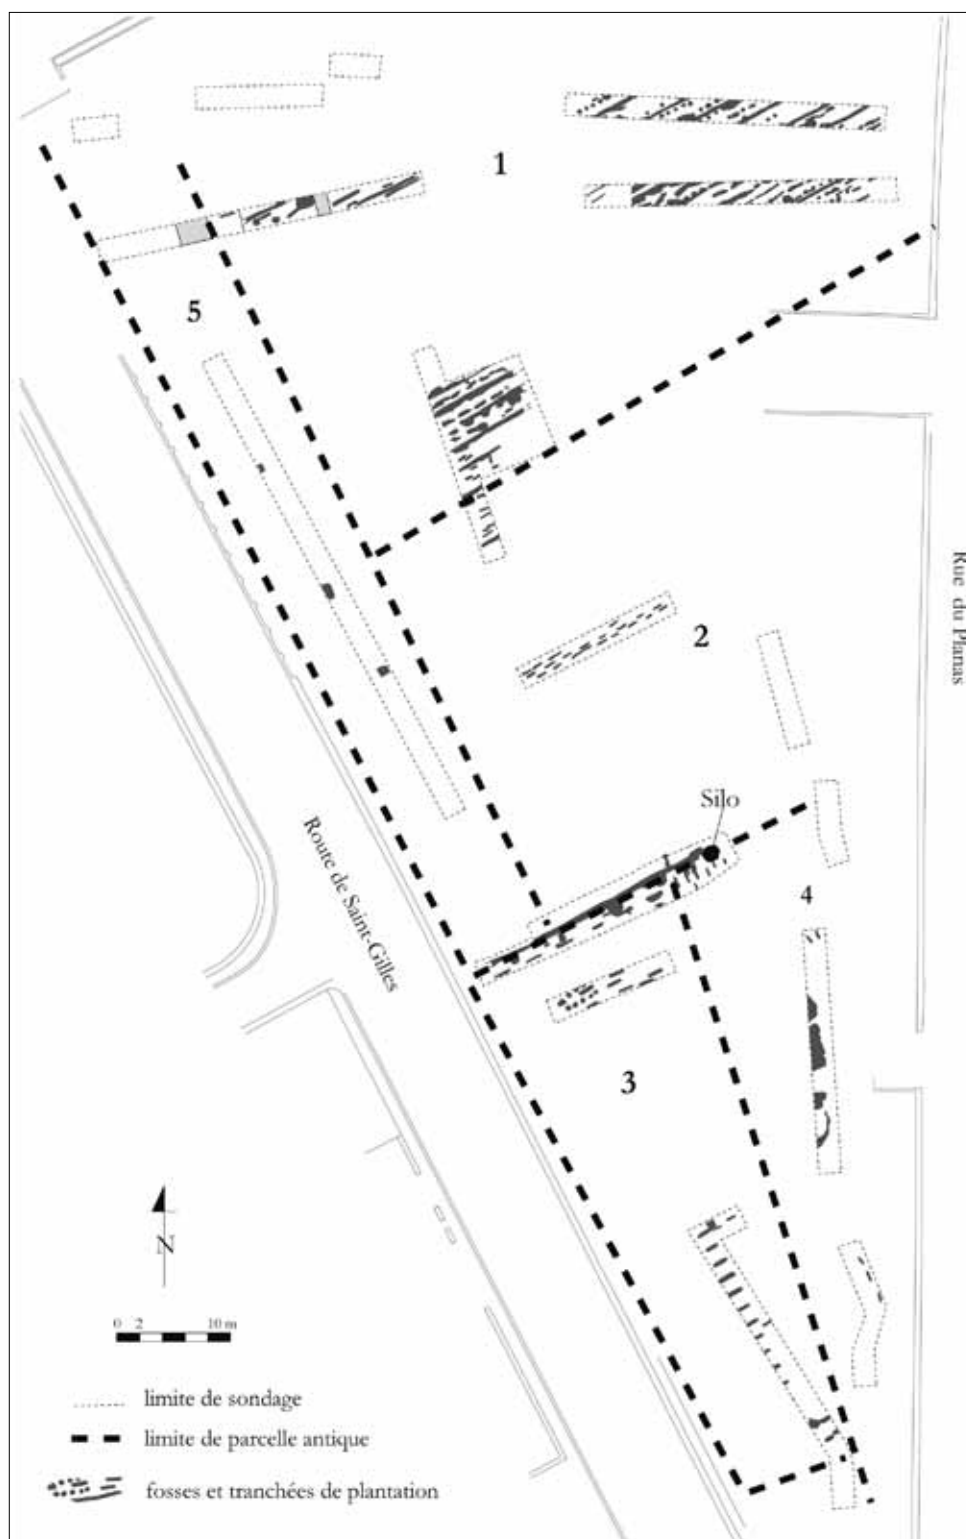 1
5
Rue du Planas
2
Silo
Route de Saint-Gilles
4
3
N
0 2 10 m
limite de sondage
limite de parcelle antique
fosses et tranchées de plantation